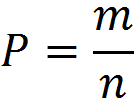 P = m/n